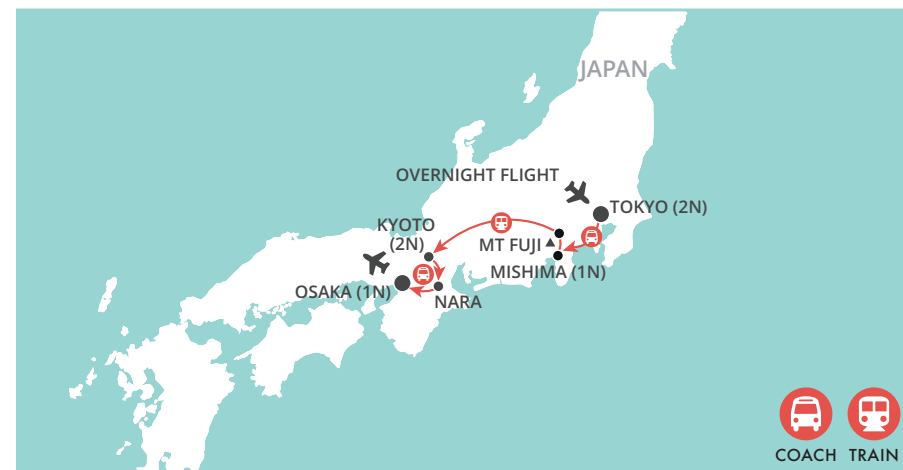 JAPAN
OVERNIGHT FLIGHT
TOKYO (2N)
KYOTO
(2N)
MT FUJI
MISHIMA (1N)
OSAKA (1N)
NARA
COACH TRAIN